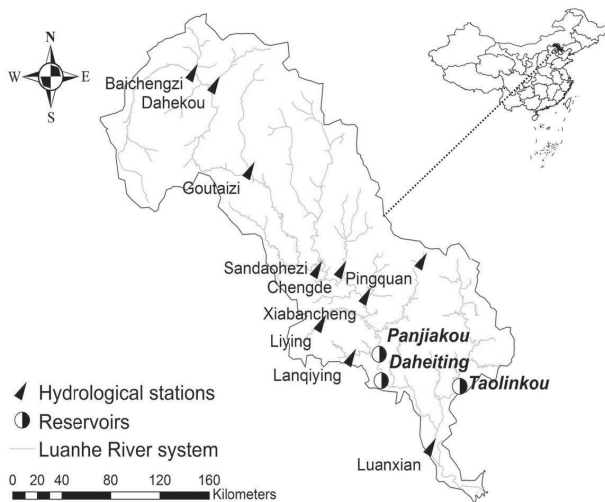 N
W E
S
Baichengzi
Dahekou
Goutaizi
Sandaohezi
Chengde
Pingquan
Xiabancheng
Liying
Panjiakou
Daheiting
Lanqiying
Taolinkou
Luanxian
Hydrological stations
Reservoirs
Luanhe River system
0 20 40 80 120 160
Kilometers